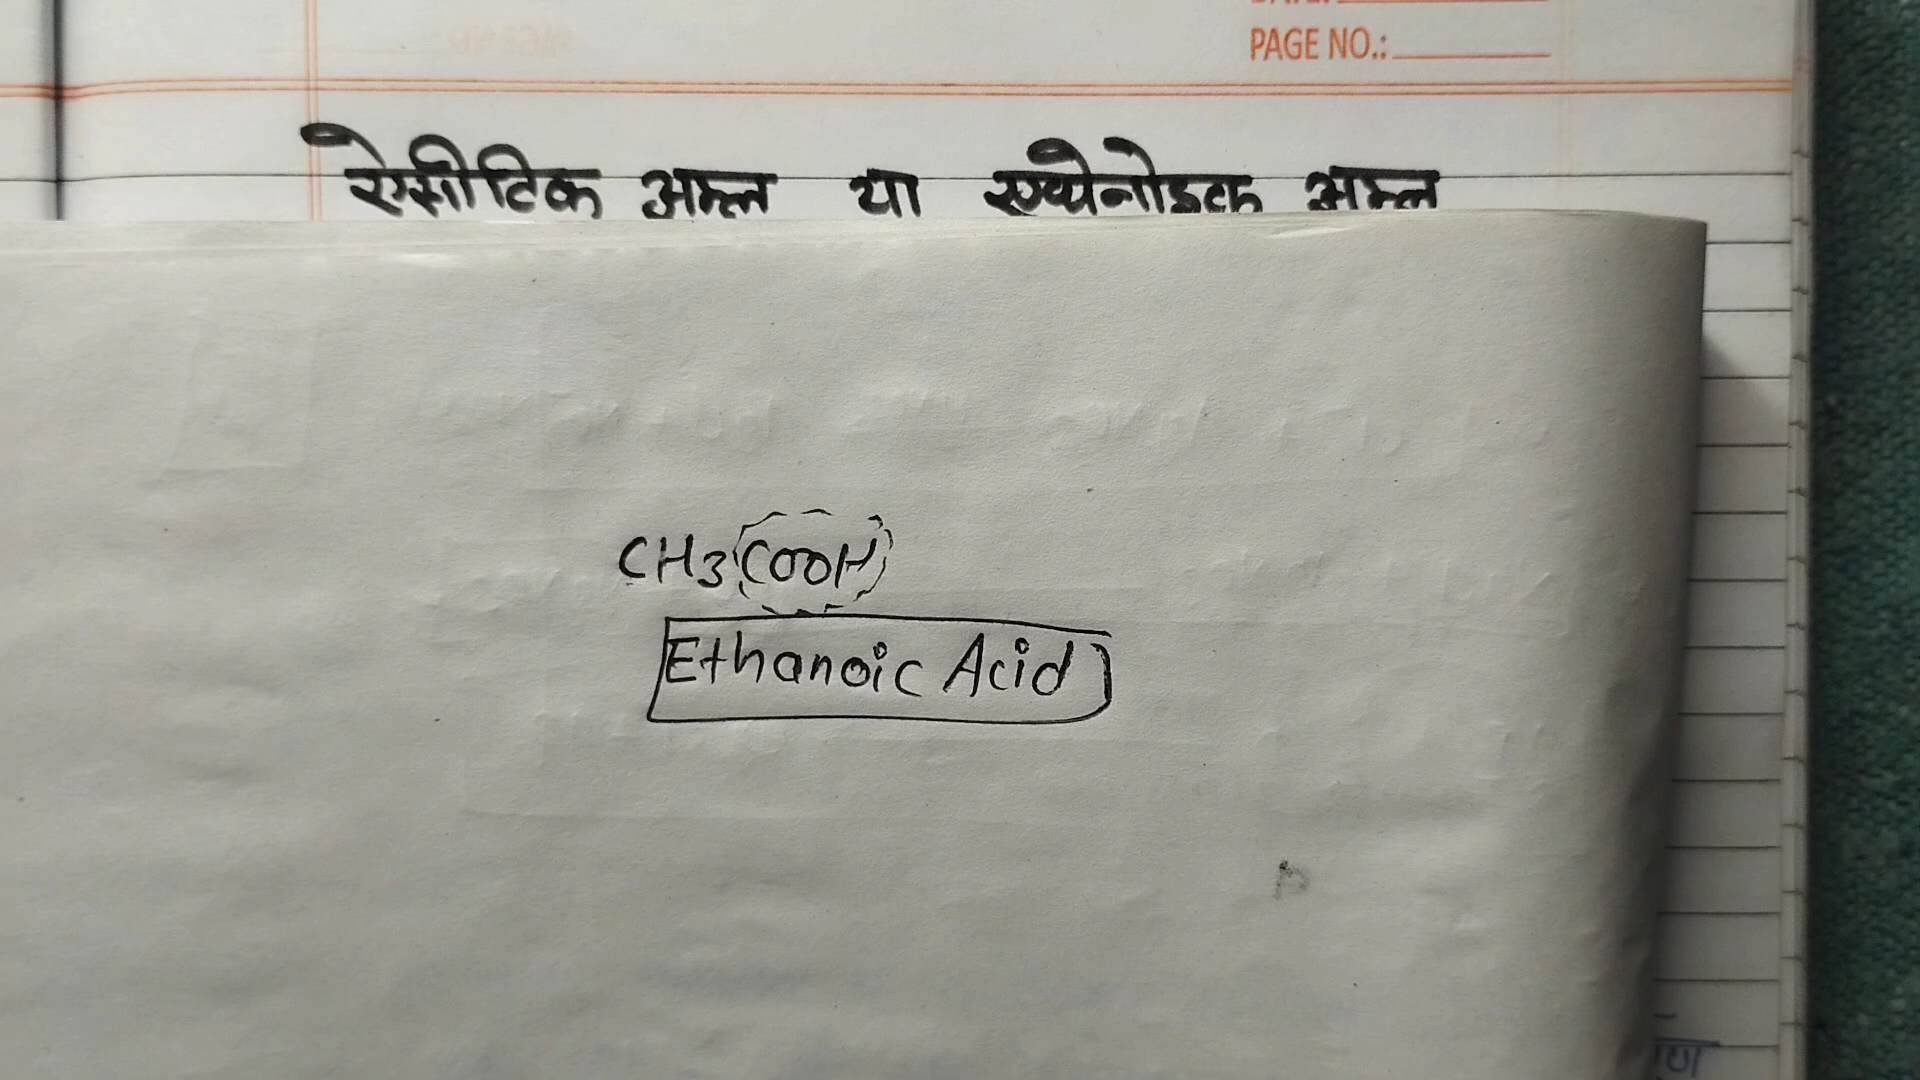 PAGE NO.:
ऐसीटिक अम्ल या एथेनोइक अम्ल
CH3COOH
Ethanoic Acid